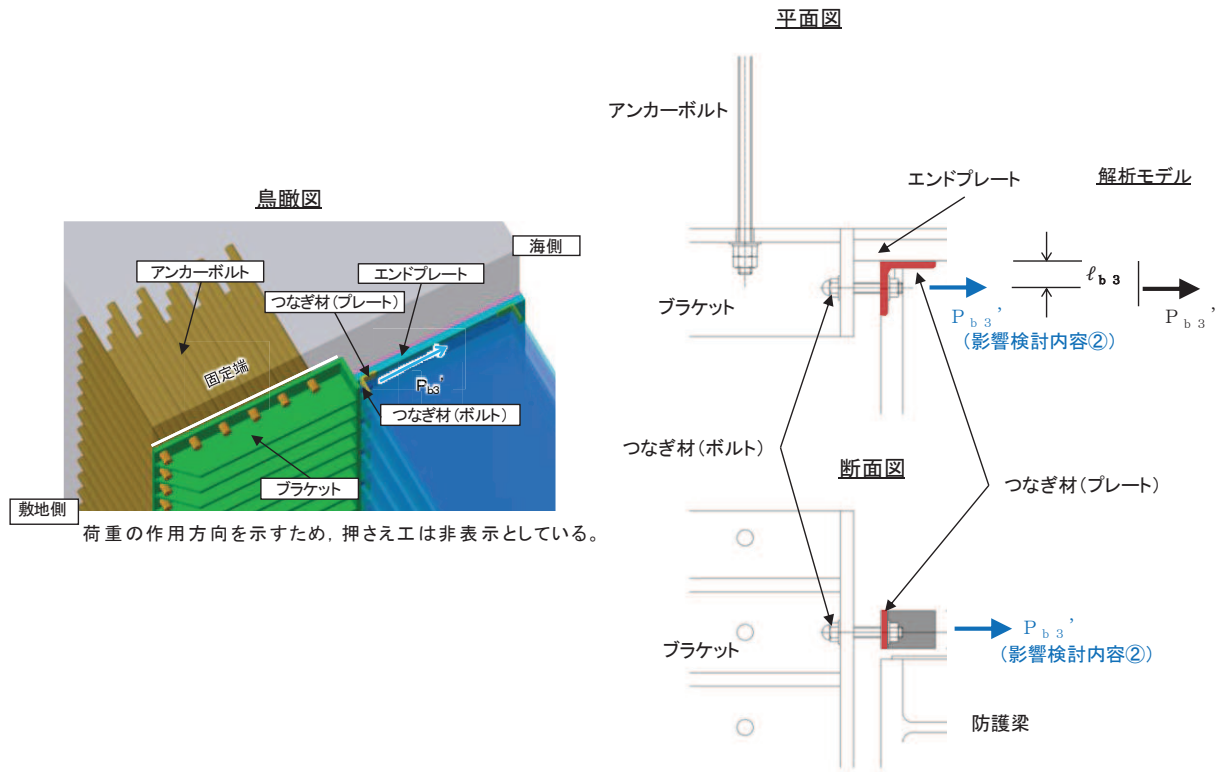 鳥瞰図
海側
アンカーボルト
エンドプレート
つなぎ材(プレート)
固定端
Pb3'
つなぎ材(ボルト)
ブラケット
敷地側
荷重の作用方向を示すため,押さえ工は非表示としている。
平面図
アンカーボルト
エンドプレート
解析モデル
ブラケット
ℓb3
Pb3'
(影響検討内容②)
Pb3'
つなぎ材(ボルト)
断面図
つなぎ材(プレート)
ブラケット
Pb3'
(影響検討内容②)
防護梁